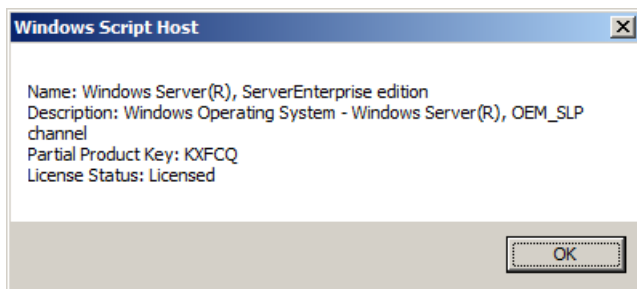 Windows Script Host
Name: Windows Server(R), ServerEnterprise edition
Description: Windows Operating System - Windows Server(R), OEM_SLP
channel
Partial Product Key: KXFCQ
License Status: Licensed
OK